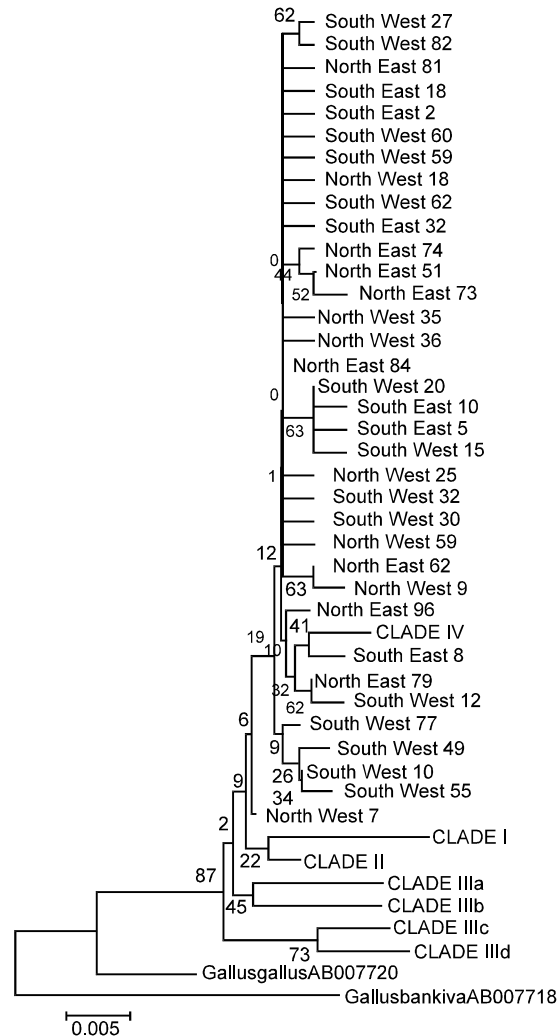 62
South West 27
South West 82
North East 81
South East 18
South East 2
South West 60
South West 59
North West 18
South West 62
South East 32
North East 74
0
44
North East 51
52
North East 73
North West 35
North West 36
North East 84
South West 20
0
South East 10
63
South East 5
South West 15
1
North West 25
South West 32
South West 30
North West 59
12
North East 62
63
North West 9
North East 96
41
CLADE IV
19
10
South East 8
North East 79
32
62
South West 12
6
South West 77
9
South West 49
26
South West 10
9
34
South West 55
North West 7
2
CLADE I
22
CLADE II
87
CLADE IIIa
45
CLADE IIIb
CLADE IIIc
73
CLADE IIId
GallusgallusAB007720
GallusbankivaAB007718
0.005